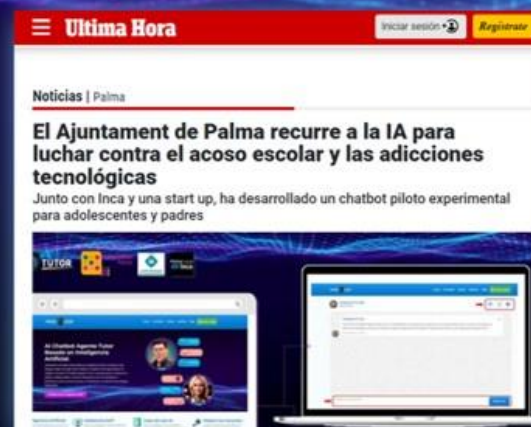 Ultima Hora
Iniciar sesión
Regístrate
Noticias | Palma
El Ajuntament de Palma recurre a la IA para
luchar contra el acoso escolar y las adicciones
tecnológicas
Junto con Inca y una start up, ha desarrollado un chatbot piloto experimental
para adolescentes y padres
TUTOR
AI Chatbot Agente Tutor
Basado en Inteligencia
Artificial